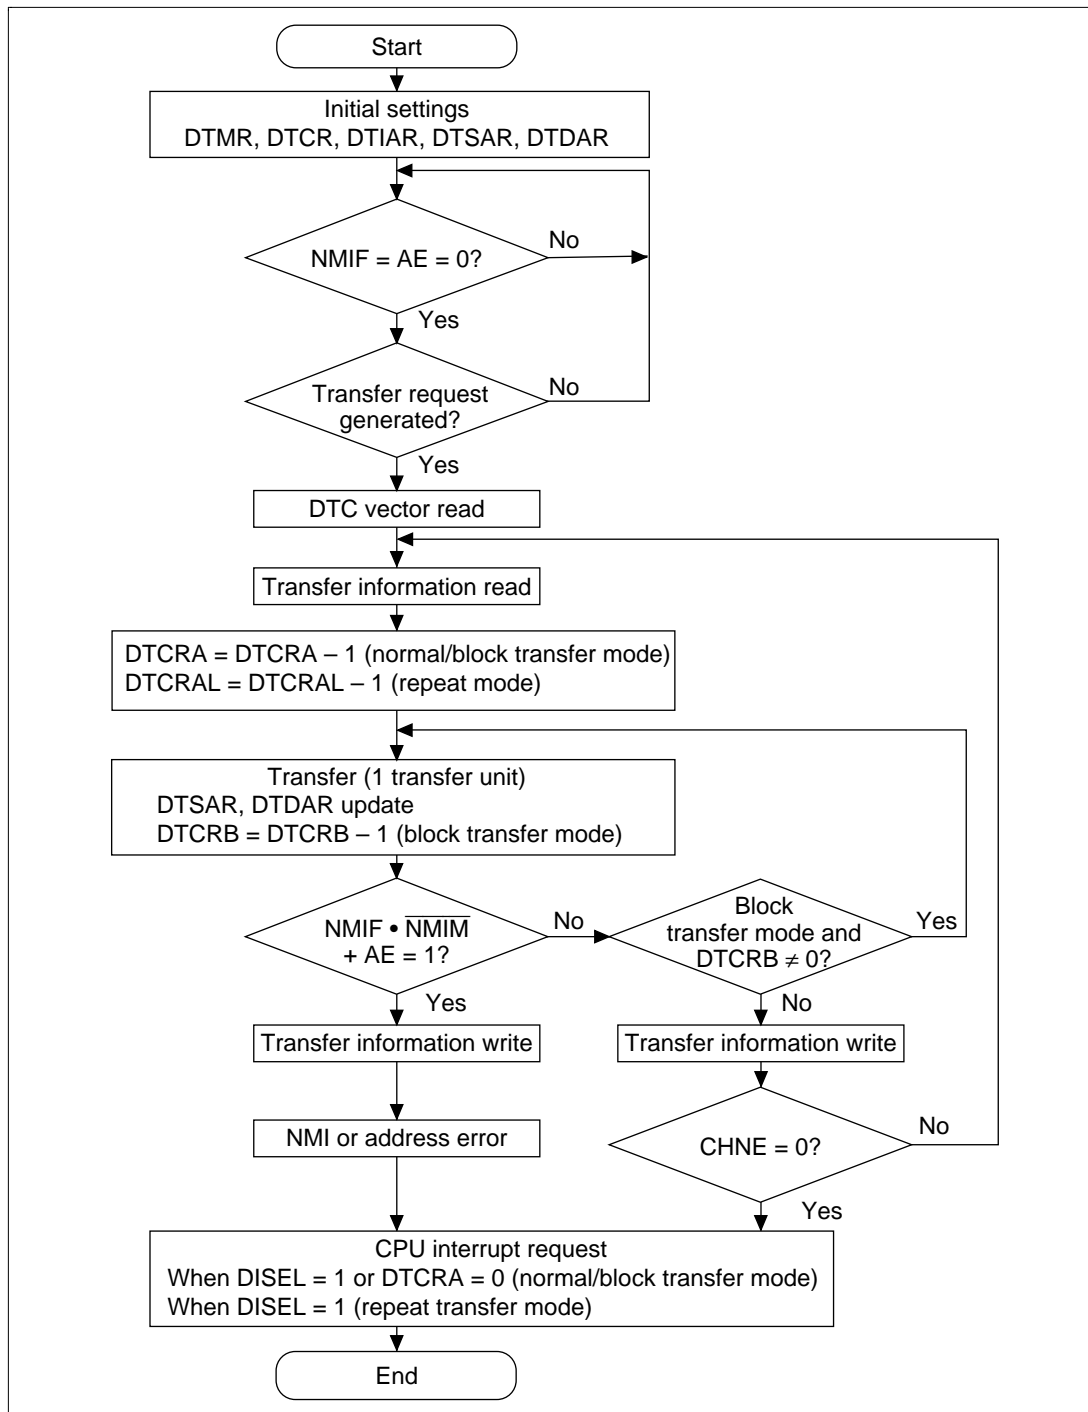 Start
Initial settings
DTMR, DTCR, DTIAR, DTSAR, DTDAR
NMIF = AE = 0?
No
Yes
Transfer request
generated?
No
Yes
DTC vector read
Transfer information read
DTCRA = DTCRA – 1 (normal/block transfer mode)
DTCRAL = DTCRAL – 1 (repeat mode)
Transfer (1 transfer unit)
DTSAR, DTDAR update
DTCRB = DTCRB – 1 (block transfer mode)
NMIF • N̅M̅I̅M̅
+ AE = 1?
No
Yes
Block
transfer mode and
DTCRB ≠ 0?
Yes
No
Transfer information write
Transfer information write
NMI or address error
CHNE = 0?
No
Yes
CPU interrupt request
When DISEL = 1 or DTCRA = 0 (normal/block transfer mode)
When DISEL = 1 (repeat transfer mode)
End